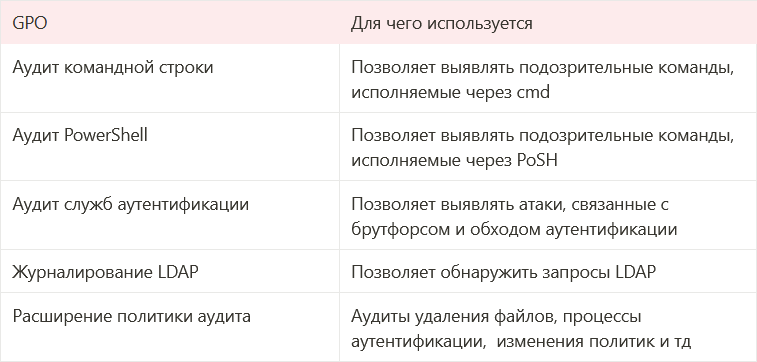 GPO
Для чего используется
Аудит командной строки
Позволяет выявлять подозрительные команды,
исполняемые через cmd
Аудит PowerShell
Позволяет выявлять подозрительные команды,
исполняемые через PoSH
Аудит служб аутентификации
Позволяет выявлять атаки, связанные с
брутфорсом и обходом аутентификации
Журналирование LDAP
Позволяет обнаружить запросы LDAP
Расширение политики аудита
Аудиты удаления файлов, процессы
аутентификации, изменения политик и тд